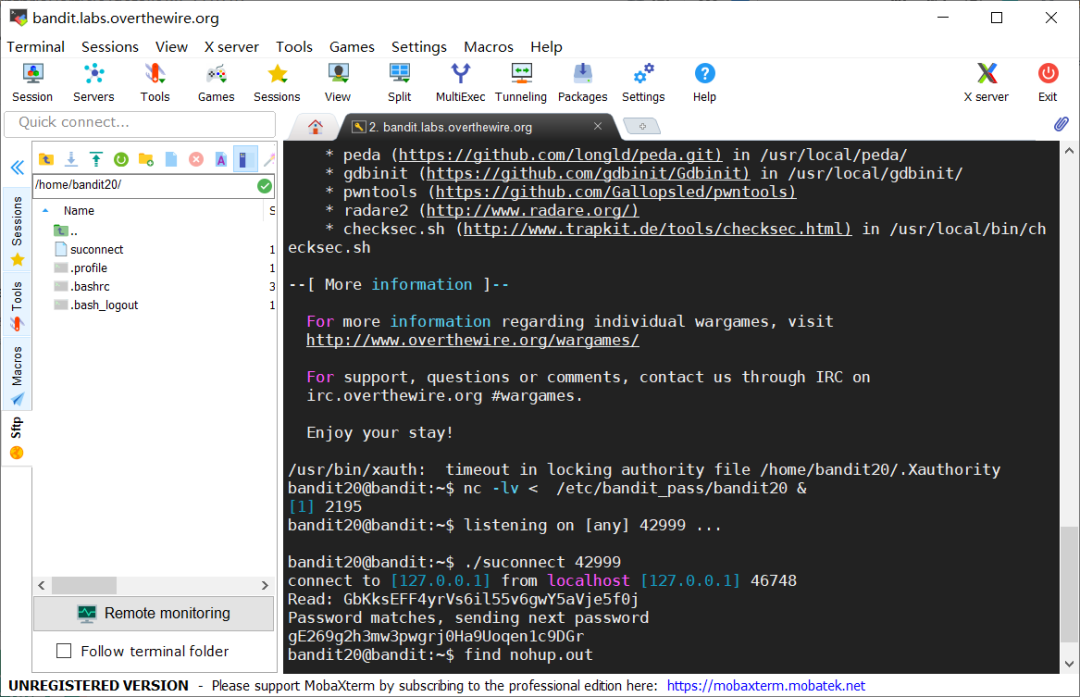 bandit.labs.overthewire.org
Terminal Sessions View X server Tools Games Settings Macros Help
Session Servers Tools Games Sessions View Split MultiExec Tunneling Packages Settings Help X server Exit
Quick connect...
2. bandit.labs.overthewire.org
/home/bandit20/
Name S
..
suconnect 1
.profile 1
.bashrc 3
.bash_logout 1
Sessions
Tools
Macros
Sftp
Remote monitoring
Follow terminal folder
* peda (https://github.com/longld/peda.git) in /usr/local/peda/
* gdbinit (https://github.com/gdbinit/Gdbinit) in /usr/local/gdbinit/
* pwntools (https://github.com/Gallopsled/pwntools)
* radare2 (http://www.radare.org/)
* checksec.sh (http://www.trapkit.de/tools/checksec.html) in /usr/local/bin/ch
ecksec.sh
--[ More information ]--
For more information regarding individual wargames, visit
http://www.overthewire.org/wargames/
For support, questions or comments, contact us through IRC on
irc.overthewire.org #wargames.
Enjoy your stay!
/usr/bin/xauth:  timeout in locking authority file /home/bandit20/.Xauthority
bandit20@bandit:~$ nc -lv <  /etc/bandit_pass/bandit20 &
[1] 2195
bandit20@bandit:~$ listening on [any] 42999 ...
bandit20@bandit:~$ ./suconnect 42999
connect to [127.0.0.1] from localhost [127.0.0.1] 46748
Read: GbKksEFF4yrVs6il55v6gwY5aVje5f0j
Password matches, sending next password
gE269g2h3mw3pwgrj0Ha9Uoqen1c9DGr
bandit20@bandit:~$ find nohup.out
UNREGISTERED VERSION - Please support MobaXterm by subscribing to the professional edition here: https://mobaxterm.mobatek.net